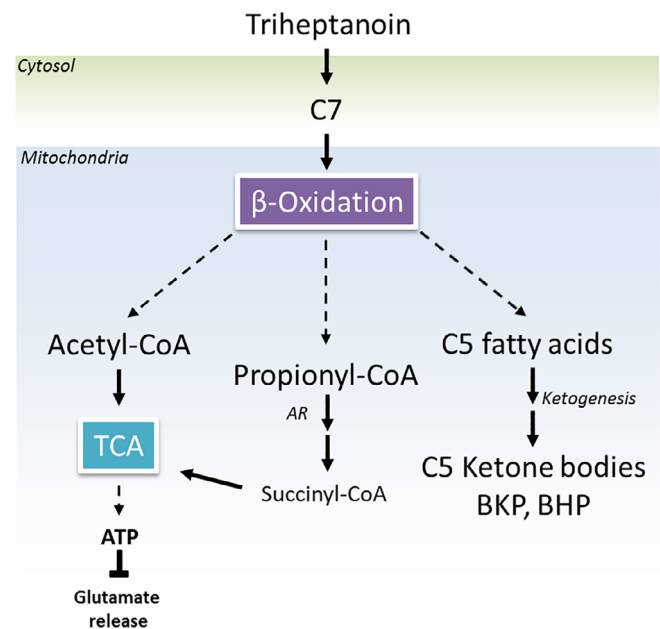 Triheptanoin
Cytosol
C7
Mitochondria
β-Oxidation
Acetyl-CoA
C5 fatty acids
Propionyl-CoA
Ketogenesis
AR
TCA
C5 Ketone bodies
BKP, BHP
Succinyl-CoA
ATP
Glutamate
release